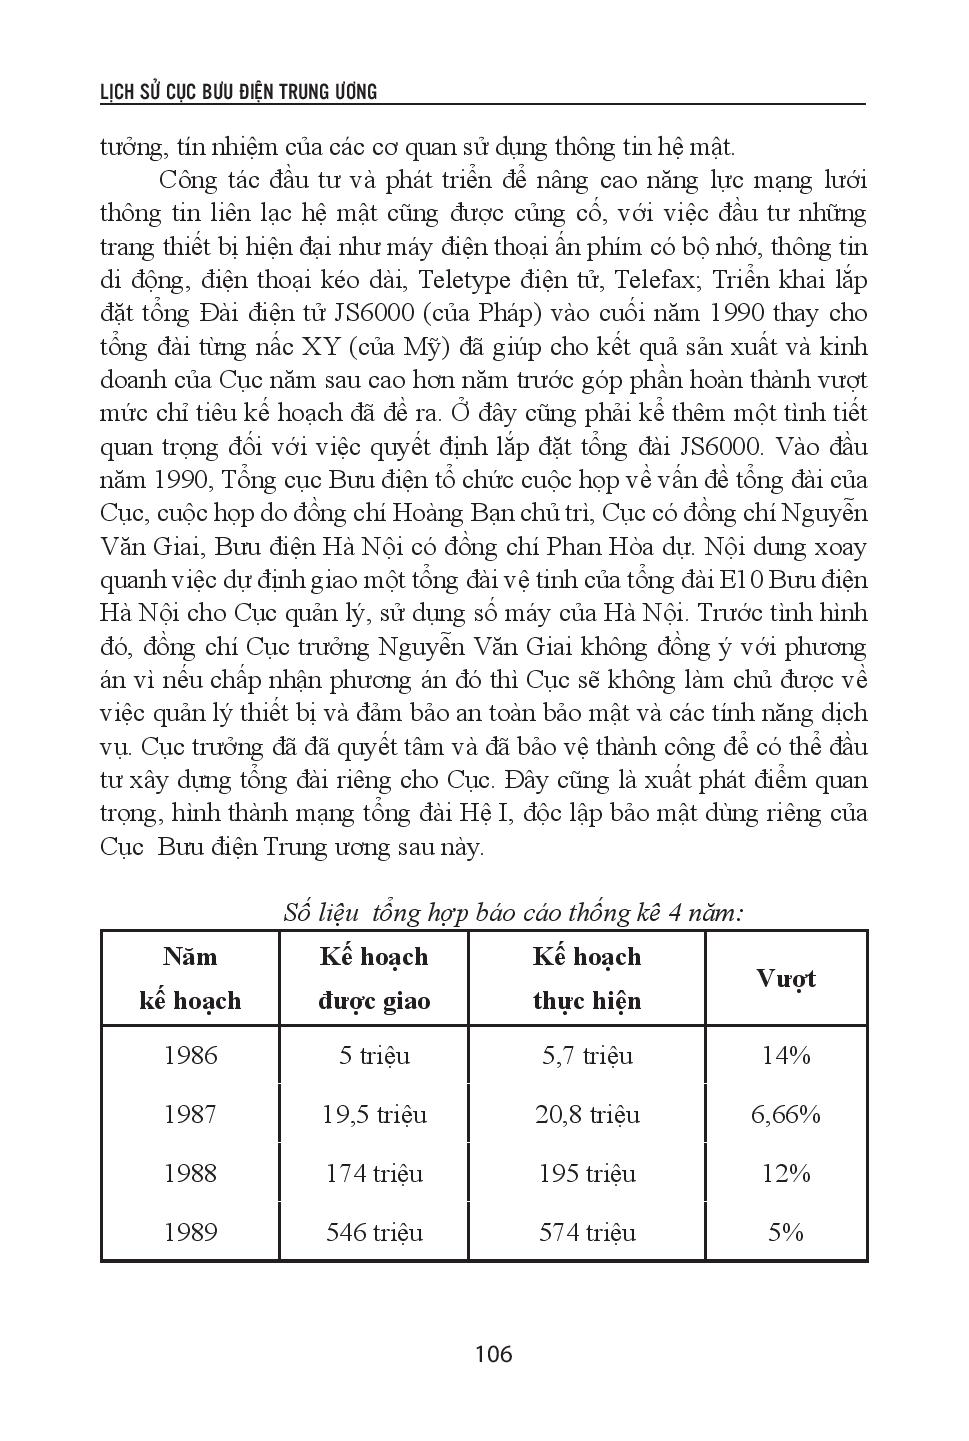 LỊCH SỬ CỤC BƯU ĐIỆN TRUNG ƯƠNG
tưởng, tín nhiệm của các cơ quan sử dụng thông tin hệ mật.
Công tác đầu tư và phát triển để nâng cao năng lực mạng lưới
thông tin liên lạc hệ mật cũng được củng cố, với việc đầu tư những
trang thiết bị hiện đại như máy điện thoại ấn phím có bộ nhớ, thông tin
di động, điện thoại kéo dài, Teletype điện tử, Telefax; Triển khai lắp
đặt tổng Đài điện tử JS6000 (của Pháp) vào cuối năm 1990 thay cho
tổng đài từng nấc XY (của Mỹ) đã giúp cho kết quả sản xuất và kinh
doanh của Cục năm sau cao hơn năm trước góp phần hoàn thành vượt
mức chỉ tiêu kế hoạch đã đề ra. Ở đây cũng phải kể thêm một tình tiết
quan trọng đối với việc quyết định lắp đặt tổng đài JS6000. Vào đầu
năm 1990, Tổng cục Bưu điện tổ chức cuộc họp về vấn đề tổng đài của
Cục, cuộc họp do đồng chí Hoàng Bạn chủ trì, Cục có đồng chí Nguyễn
Văn Giai, Bưu điện Hà Nội có đồng chí Phan Hòa dự. Nội dung xoay
quanh việc dự định giao một tổng đài vệ tinh của tổng đài E10 Bưu điện
Hà Nội cho Cục quản lý, sử dụng số máy của Hà Nội. Trước tình hình
đó, đồng chí Cục trưởng Nguyễn Văn Giai không đồng ý với phương
án vì nếu chấp nhận phương án đó thì Cục sẽ không làm chủ được về
việc quản lý thiết bị và đảm bảo an toàn bảo mật và các tính năng dịch
vụ. Cục trưởng đã đã quyết tâm và đã bảo vệ thành công để có thể đầu
tư xây dựng tổng đài riêng cho Cục. Đây cũng là xuất phát điểm quan
trọng, hình thành mạng tổng đài Hệ I, độc lập bảo mật dùng riêng của
Cục Bưu điện Trung ương sau này.
Số liệu tổng hợp báo cáo thống kê 4 năm:
Năm kế hoạch Kế hoạch được giao Kế hoạch thực hiện Vượt
1986 5 triệu 5,7 triệu 14%
1987 19,5 triệu 20,8 triệu 6,66%
1988 174 triệu 195 triệu 12%
1989 546 triệu 574 triệu 5%
106